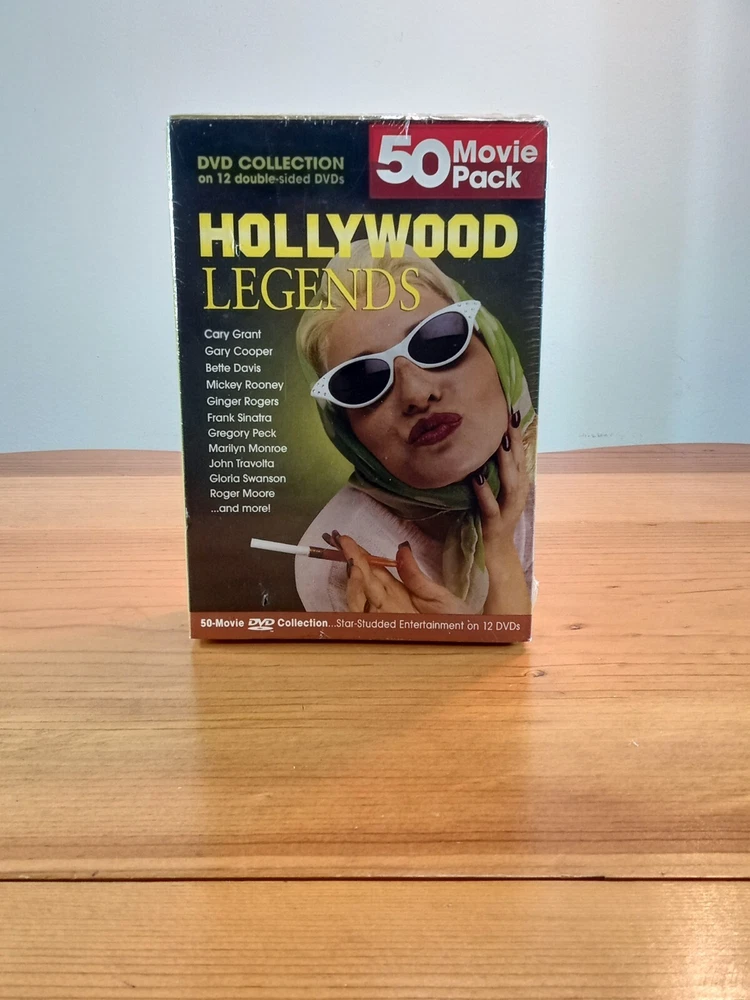 DVD COLLECTION
on 12 double-sided DVDs
50 Movie
Pack
HOLLYWOOD
LEGENDS
Cary Grant
Gary Cooper
Bette Davis
Mickey Rooney
Ginger Rogers
Frank Sinatra
Gregory Peck
Marilyn Monroe
John Travolta
Gloria Swanson
Roger Moore
...and more!
50-Movie DVD Collection...Star-Studded Entertainment on 12 DVDs